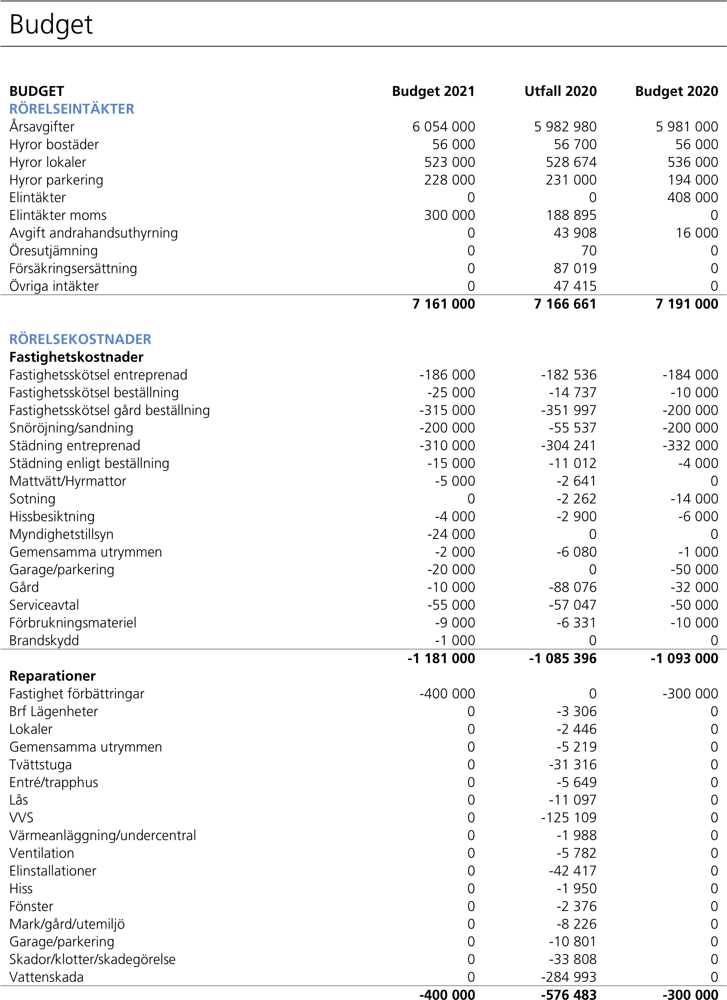 Budget
BUDGET Budget 2021 Utfall 2020 Budget 2020
RÖRELSEINTÄKTER
Årsavgifter 6 054 000 5 982 980 5 981 000
Hyror bostäder 56 000 56 700 56 000
Hyror lokaler 523 000 528 674 536 000
Hyror parkering 228 000 231 000 194 000
Elintäkter 0 0 408 000
Elintäkter moms 300 000 188 895 0
Avgift andrahandsuthyrning 0 43 908 16 000
Öresutjämning 0 70 0
Försäkringsersättning 0 87 019 0
Övriga intäkter 0 47 415 0
7 161 000 7 166 661 7 191 000
RÖRELSEKOSTNADER
Fastighetskostnader
Fastighetsskötsel entreprenad -186 000 -182 536 -184 000
Fastighetsskötsel beställning -25 000 -14 737 -10 000
Fastighetsskötsel gård beställning -315 000 -351 997 -200 000
Snöröjning/sandning -200 000 -55 537 -200 000
Städning entreprenad -310 000 -304 241 -332 000
Städning enligt beställning -15 000 -11 012 -4 000
Mattvätt/Hyrmattor -5 000 -2 641 0
Sotning 0 -2 262 -14 000
Hissbesiktning -4 000 -2 900 -6 000
Myndighetstillsyn -24 000 0 0
Gemensamma utrymmen -2 000 -6 080 -1 000
Garage/parkering -20 000 0 -50 000
Gård -10 000 -88 076 -32 000
Serviceavtal -55 000 -57 047 -50 000
Förbrukningsmateriel -9 000 -6 331 -10 000
Brandskydd -1 000 0 0
-1 181 000 -1 085 396 -1 093 000
Reparationer
Fastighet förbättringar -400 000 0 -300 000
Brf Lägenheter 0 -3 306 0
Lokaler 0 -2 446 0
Gemensamma utrymmen 0 -5 219 0
Tvättstuga 0 -31 316 0
Entré/trapphus 0 -5 649 0
Lås 0 -11 097 0
VVS 0 -125 109 0
Värmeanläggning/undercentral 0 -1 988 0
Ventilation 0 -5 782 0
Elinstallationer 0 -42 417 0
Hiss 0 -1 950 0
Fönster 0 -2 376 0
Mark/gård/utemiljö 0 -8 226 0
Garage/parkering 0 -10 801 0
Skador/klotter/skadegörelse 0 -33 808 0
Vattenskada 0 -284 993 0
-400 000 -576 483 -300 000